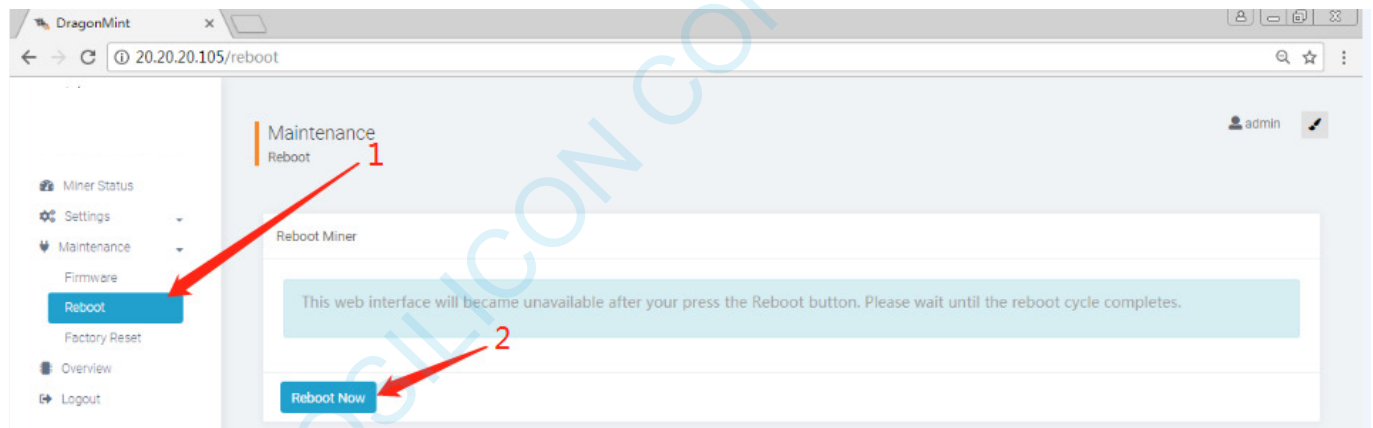 DragonMint
20.20.20.105/reboot
admin
Maintenance
Reboot
1
Miner Status
Settings
Maintenance
Firmware
Reboot
Factory Reset
Overview
Logout
Reboot Miner
This web interface will became unavailable after your press the Reboot button. Please wait until the reboot cycle completes.
2
Reboot Now